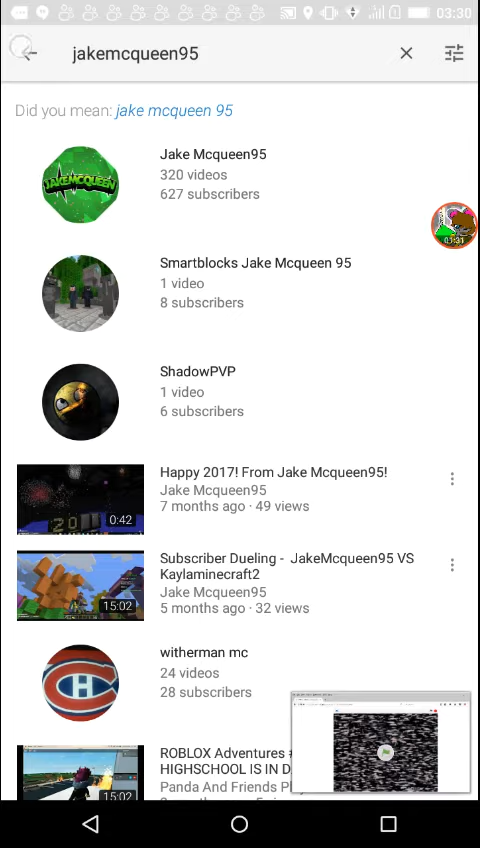 03:30
jakemcqueen95
Did you mean: jake mcqueen 95
JAKEMCQUEEN
Jake Mcqueen95
320 videos
627 subscribers
01:31
Smartblocks Jake Mcqueen 95
1 video
8 subscribers
ShadowPVP
1 video
6 subscribers
Happy 2017! From Jake Mcqueen95!
Jake Mcqueen95
7 months ago · 49 views
0:42
Subscriber Dueling - JakeMcqueen95 VS
Kaylaminecraft2
Jake Mcqueen95
5 months ago · 32 views
15:02
witherman mc
24 videos
28 subscribers
ROBLOX Adventures
HIGHSCHOOL IS IN
Panda And Friends
15:02